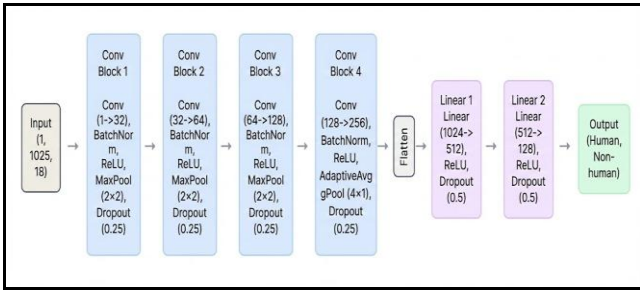 Input
(1,
1025,
18)
Conv
Block 1
Conv
(1->32),
BatchNor
m,
ReLU,
MaxPool
(2×2),
Dropout
(0.25)
Conv
Block 2
Conv
(32->64),
BatchNor
m,
ReLU,
MaxPool
(2×2),
Dropout
(0.25)
Conv
Block 3
Conv
(64->128),
BatchNor
m,
ReLU,
MaxPool
(2×2),
Dropout
(0.25)
Conv
Block 4
Conv
(128->256),
BatchNorm,
ReLU,
AdaptiveAvg
gPool (4×1),
Dropout
(0.25)
Flatten
Linear 1
Linear
(1024->
512),
ReLU,
Dropout
(0.5)
Linear 2
Linear
(512->
128),
ReLU,
Dropout
(0.5)
Output
(Human,
Non-
human)